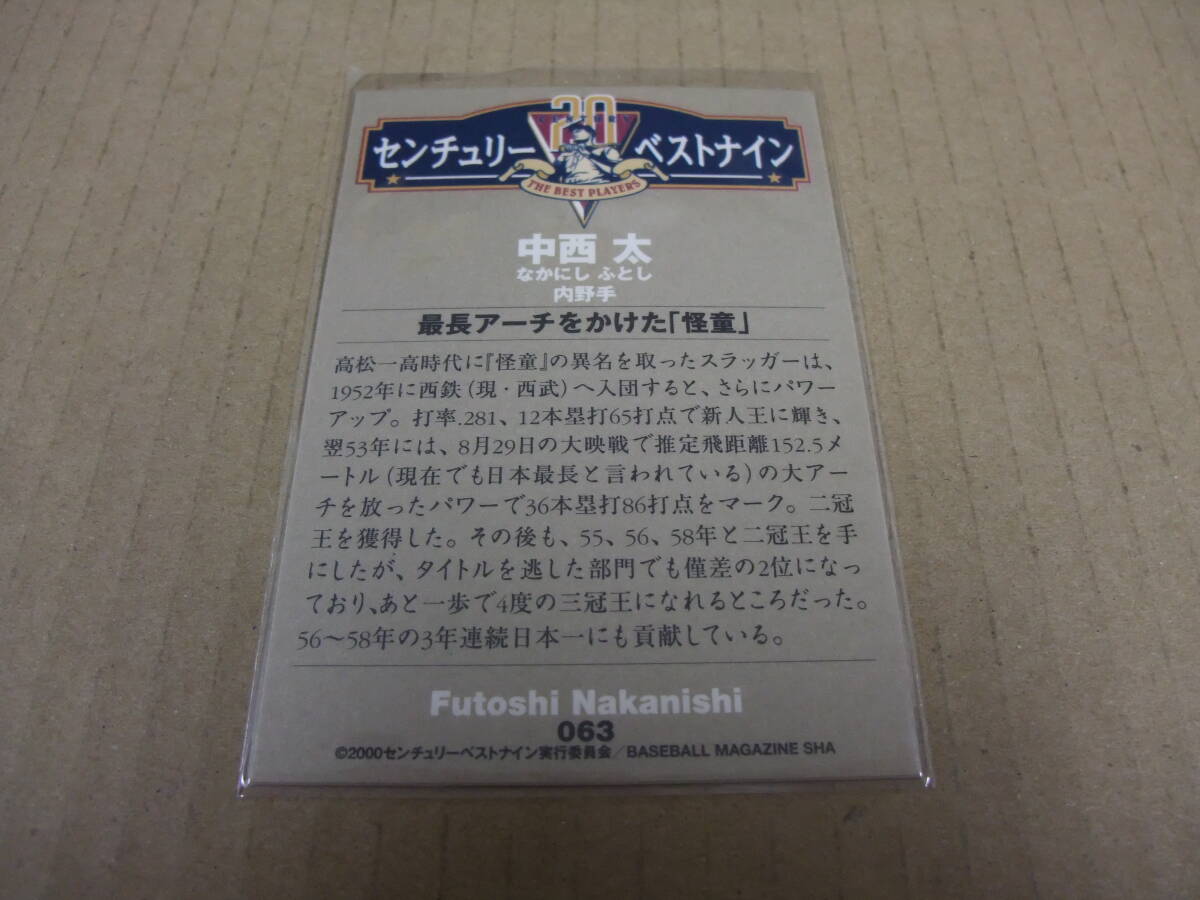 20
CENTURY
センチュリー ベストナイン
THE BEST PLAYERS
中西 太
なかにし ふとし
内野手
最長アーチをかけた「怪童」
高松一高時代に『怪童』の異名を取ったスラッガーは、
1952年に西鉄（現・西武）へ入団すると、さらにパワー
アップ。打率.281、12本塁打65打点で新人王に輝き、
翌53年には、8月29日の大映戦で推定飛距離152.5メ
ートル（現在でも日本最長と言われている）の大アー
チを放ったパワーで36本塁打86打点をマーク。二冠
王を獲得した。その後も、55、56、58年と二冠王を手
にしたが、タイトルを逃した部門でも僅差の2位になっ
ており、あと一歩で4度の三冠王になれるところだった。
56〜58年の3年連続日本一にも貢献している。
Futoshi Nakanishi
063
©2000センチュリーベストナイン実行委員会／BASEBALL MAGAZINE SHA